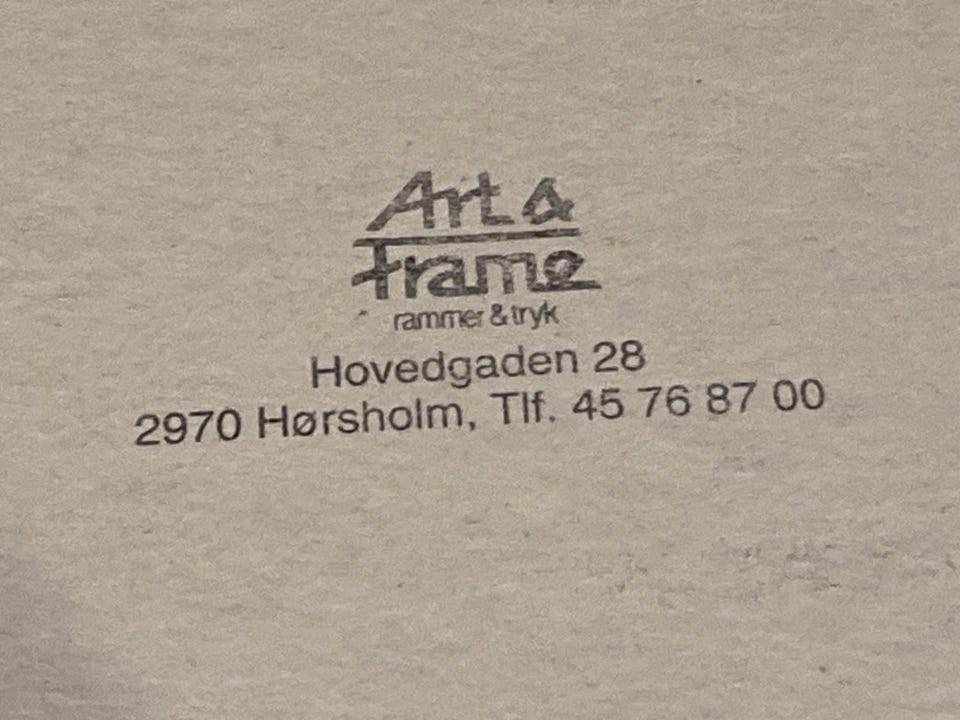 Art &
Frame
rammer & tryk
Hovedgaden 28
2970 Hørsholm, Tlf. 45 76 87 00